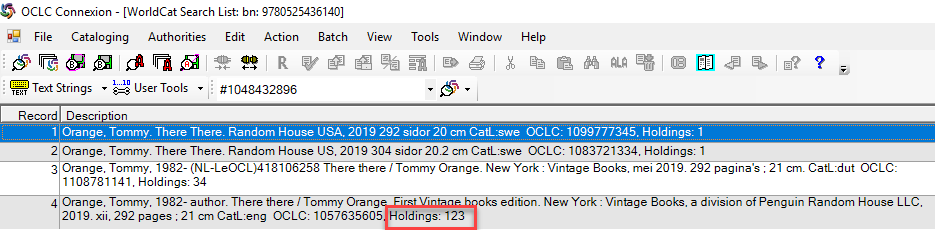 OCLC Connexion - [WorldCat Search List: bn: 9780525436140]
File Cataloging Authorities Edit Action Batch View Tools Window Help
R ALA ?
TEXT Text Strings 1...10 User Tools #1048432896
Record Description
1 Orange, Tommy. There There. Random House USA, 2019 292 sidor 20 cm CatL:swe OCLC: 1099777345, Holdings: 1
2 Orange, Tommy. There There. Random House US, 2019 304 sidor 20.2 cm CatL:swe OCLC: 1083721334, Holdings: 1
3 Orange, Tommy, 1982- (NL-LeOCL)418106258 There there / Tommy Orange. New York : Vintage Books, mei 2019. 292 pagina's ; 21 cm. CatL:dut OCLC:
1108781141, Holdings: 34
4 Orange, Tommy, 1982- author. There there / Tommy Orange. First Vintage books edition. New York : Vintage Books, a division of Penguin Random House LLC,
2019. xii, 292 pages ; 21 cm CatL:eng OCLC: 1057635605, Holdings: 123